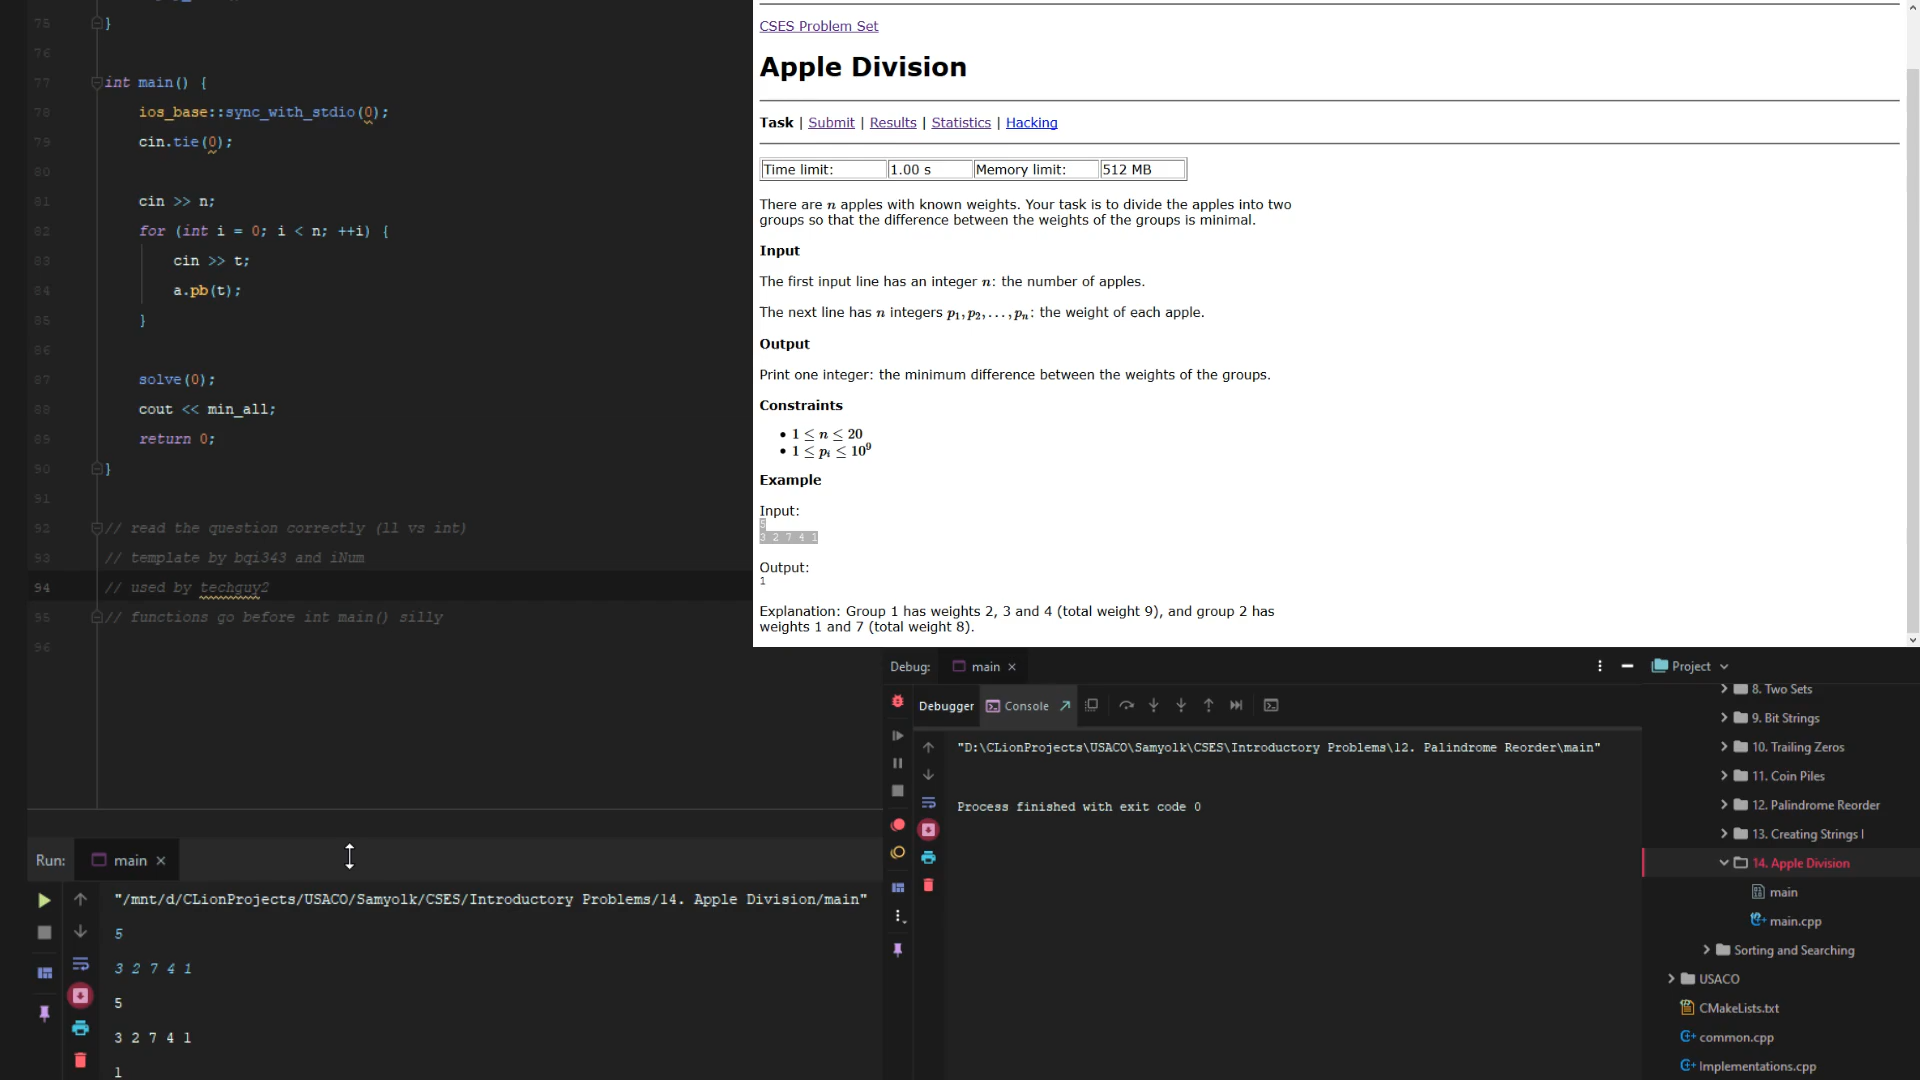 75 }
76
77 int main() {
78 ios_base::sync_with_stdio(0);
79 cin.tie(0);
80
81 cin >> n;
82 for (int i = 0; i < n; ++i) {
83 cin >> t;
84 a.pb(t);
85 }
86
87 solve(0);
88 cout << min_all;
89 return 0;
90 }
91
92 // read the question correctly (ll vs int)
93 // template by bqi343 and iNum
94 // used by techguy2
95 // functions go before int main() silly
96
CSES Problem Set
Apple Division
Task | Submit | Results | Statistics | Hacking
Time limit: 1.00 s Memory limit: 512 MB
There are n apples with known weights. Your task is to divide the apples into two
groups so that the difference between the weights of the groups is minimal.
Input
The first input line has an integer n: the number of apples.
The next line has n integers p1,p2,...,pn: the weight of each apple.
Output
Print one integer: the minimum difference between the weights of the groups.
Constraints
• 1 ≤ n ≤ 20
• 1 ≤ pi ≤ 10⁹
Example
Input:
5
3 2 7 4 1
Output:
1
Explanation: Group 1 has weights 2, 3 and 4 (total weight 9), and group 2 has
weights 1 and 7 (total weight 8).
Run: main
"/mnt/d/CLionProjects/USACO/Samyolk/CSES/Introductory Problems/14. Apple Division/main"
5
3 2 7 4 1
5
3 2 7 4 1
1
Debug: main
Debugger Console
"D:\CLionProjects\USACO\Samyolk\CSES\Introductory Problems\12. Palindrome Reorder\main"
Process finished with exit code 0
Project
8. Two Sets
9. Bit Strings
10. Trailing Zeros
11. Coin Piles
12. Palindrome Reorder
13. Creating Strings I
14. Apple Division
main
main.cpp
Sorting and Searching
USACO
CMakeLists.txt
common.cpp
Implementations.cpp